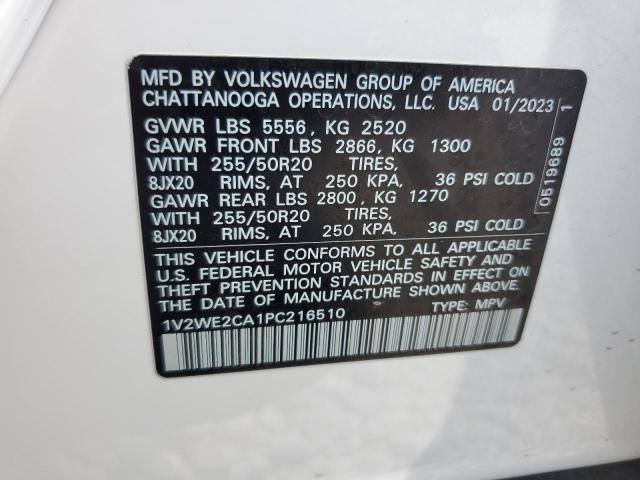 MFD BY VOLKSWAGEN GROUP OF AMERICA
CHATTANOOGA OPERATIONS, LLC. USA 01/2023
GVWR LBS 5556, KG 2520
GAWR FRONT LBS 2866, KG 1300
WITH 255/50R20 TIRES,
8JX20 RIMS, AT 250 KPA, 36 PSI COLD
GAWR REAR LBS 2800, KG 1270
WITH 255/50R20 TIRES,
8JX20 RIMS, AT 250 KPA, 36 PSI COLD
THIS VEHICLE CONFORMS TO ALL APPLICABLE
U.S. FEDERAL MOTOR VEHICLE SAFETY AND
THEFT PREVENTION STANDARDS IN EFFECT ON
THE DATE OF MANUFACTURE SHOWN ABOVE.
1V2WE2CA1PC216510 TYPE: MPV
0519689 1